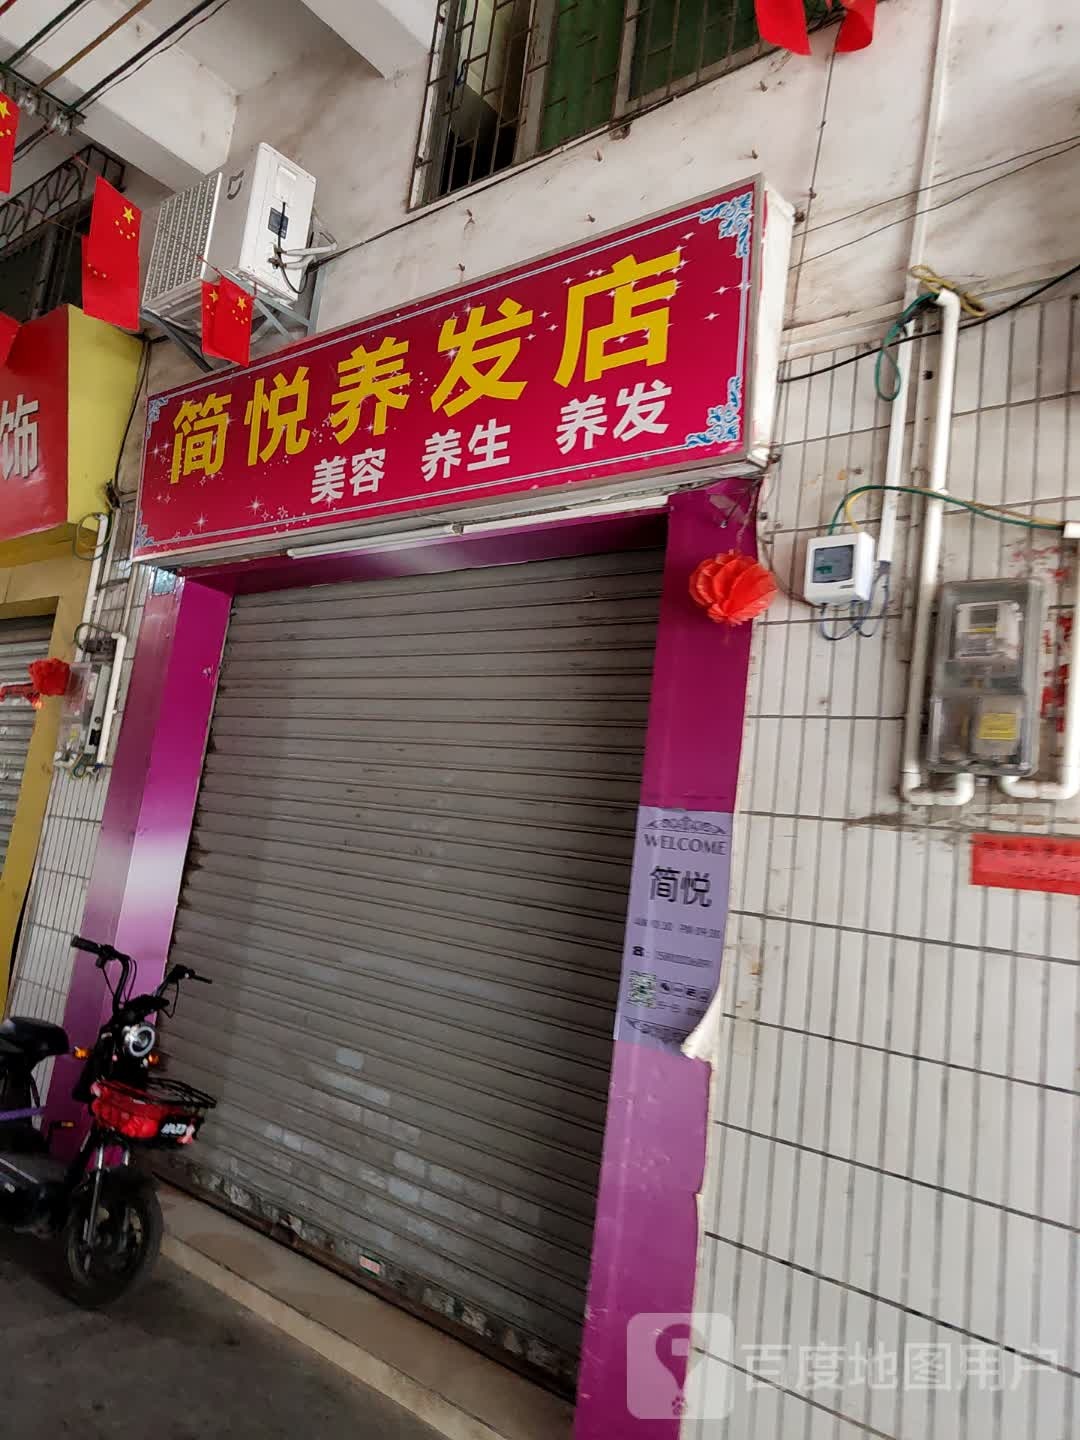 简悦养发店
美容 养生 养发
饰
WELCOME
简悦
百度地图用户